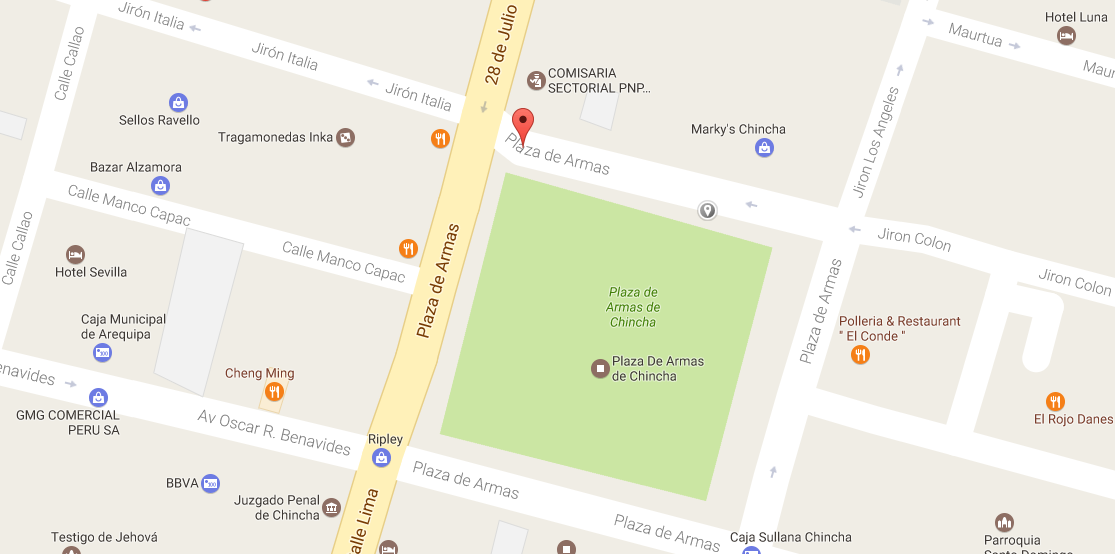 Jirón Italia
Hotel Luna
Maurtua
Maur
28 de Julio
Calle Callao
Jirón Italia
COMISARIA
SECTORIAL PNP...
Jirón Italia
Sellos Ravello
Tragamonedas Inka
Marky's Chincha
Plaza de Armas
Jiron Los Angeles
Bazar Alzamora
Calle Manco Capac
Calle Callao
Jiron Colon
Calle Manco Capac
Hotel Sevilla
Plaza de Armas
Jiron Colon
Plaza de
Armas de
Chincha
Plaza de Armas
Caja Municipal
de Arequipa
Polleria & Restaurant
" El Conde "
Plaza De Armas
de Chincha
enavides
Cheng Ming
GMG COMERCIAL
PERU SA
El Rojo Danes
Av Oscar R. Benavides
Ripley
Plaza de Armas
BBVA
Juzgado Penal
de Chincha
alle Lima
Plaza de Armas
Testigo de Jehová
Caja Sullana Chincha
Parroquia
Santo Domingo